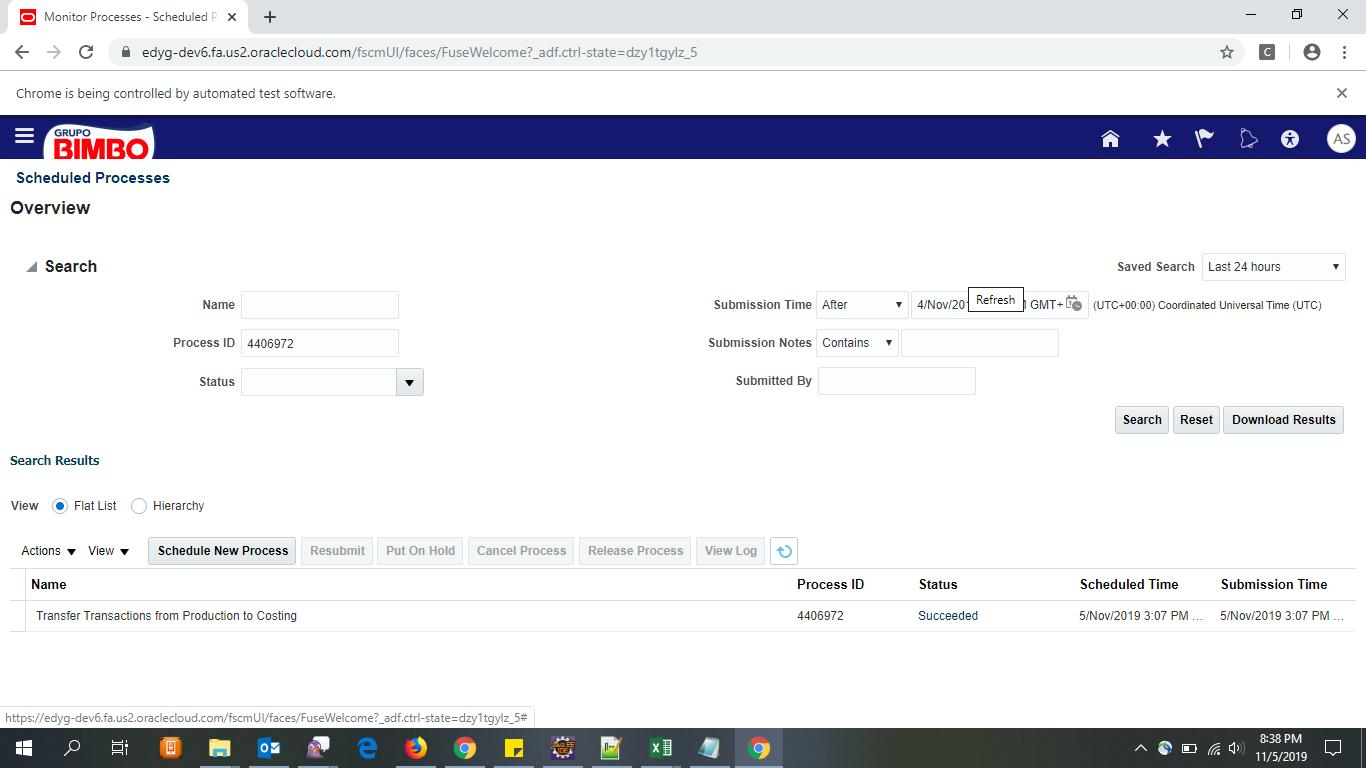 Monitor Processes - Scheduled P
edyg-dev6.fa.us2.oraclecloud.com/fscmUI/faces/FuseWelcome?_adf.ctrl-state=dzy1tgylz_5
C
Chrome is being controlled by automated test software.
GRUPO
BIMBO
AS
Scheduled Processes
Overview
Search
Saved Search Last 24 hours
Name
Submission Time After 4/Nov/201 Refresh GMT+ (UTC+00:00) Coordinated Universal Time (UTC)
Process ID 4406972
Submission Notes Contains
Status
Submitted By
Search Reset Download Results
Search Results
View Flat List Hierarchy
Actions View Schedule New Process Resubmit Put On Hold Cancel Process Release Process View Log
Name Process ID Status Scheduled Time Submission Time
Transfer Transactions from Production to Costing 4406972 Succeeded 5/Nov/2019 3:07 PM ... 5/Nov/2019 3:07 PM ...
https://edyg-dev6.fa.us2.oraclecloud.com/fscmUI/faces/FuseWelcome?_adf.ctrl-state=dzy1tgylz_5#
8:38 PM
11/5/2019